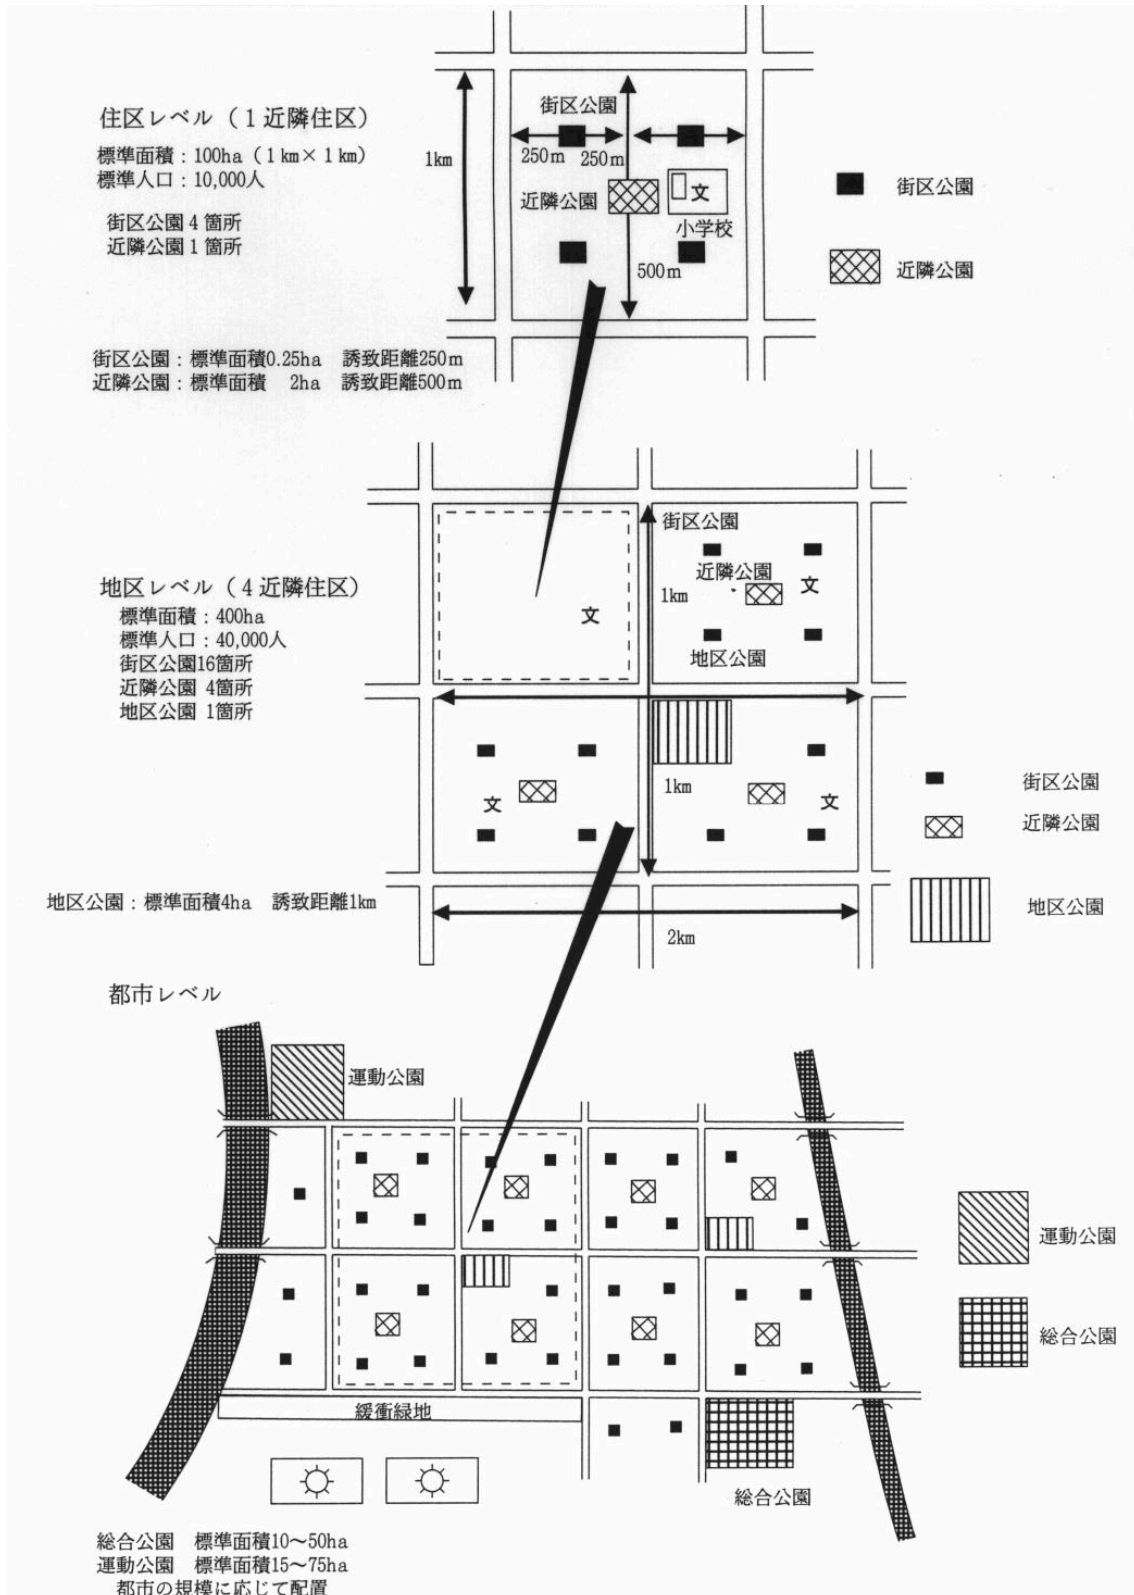 住区レベル（１近隣住区）
標準面積：100ha（１km×１km）
標準人口：10,000人
街区公園４箇所
近隣公園１箇所
1km
街区公園
250m 250m
近隣公園
文
小学校
500m
街区公園
近隣公園
街区公園：標準面積0.25ha 誘致距離250m
近隣公園：標準面積 2ha 誘致距離500m
地区レベル（４近隣住区）
標準面積：400ha
標準人口：40,000人
街区公園16箇所
近隣公園 4箇所
地区公園 1箇所
街区公園
近隣公園
文
1km
文
地区公園
1km
文
文
街区公園
近隣公園
地区公園
地区公園：標準面積4ha 誘致距離1km
2km
都市レベル
運動公園
運動公園
総合公園
緩衝緑地
総合公園
総合公園 標準面積10～50ha
運動公園 標準面積15～75ha
都市の規模に応じて配置